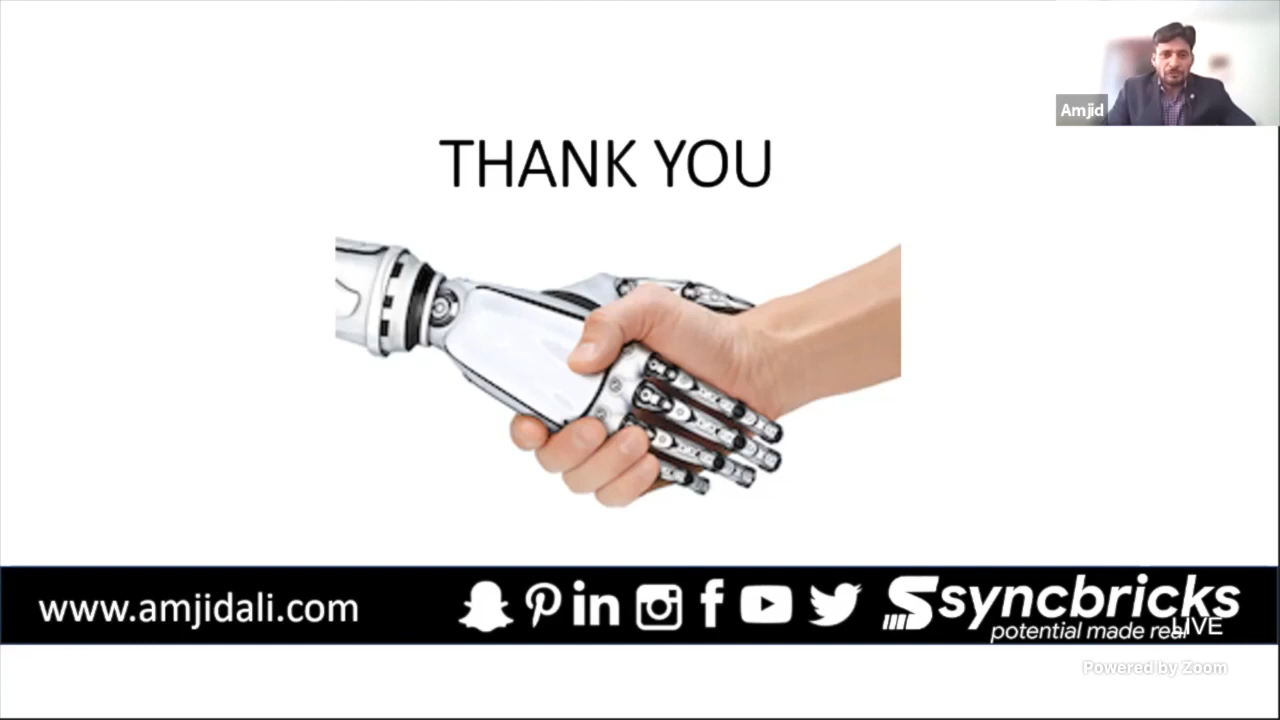 Amjid
THANK YOU
www.amjidali.com
syncbricks
potential made real
LIVE
Powered by Zoom